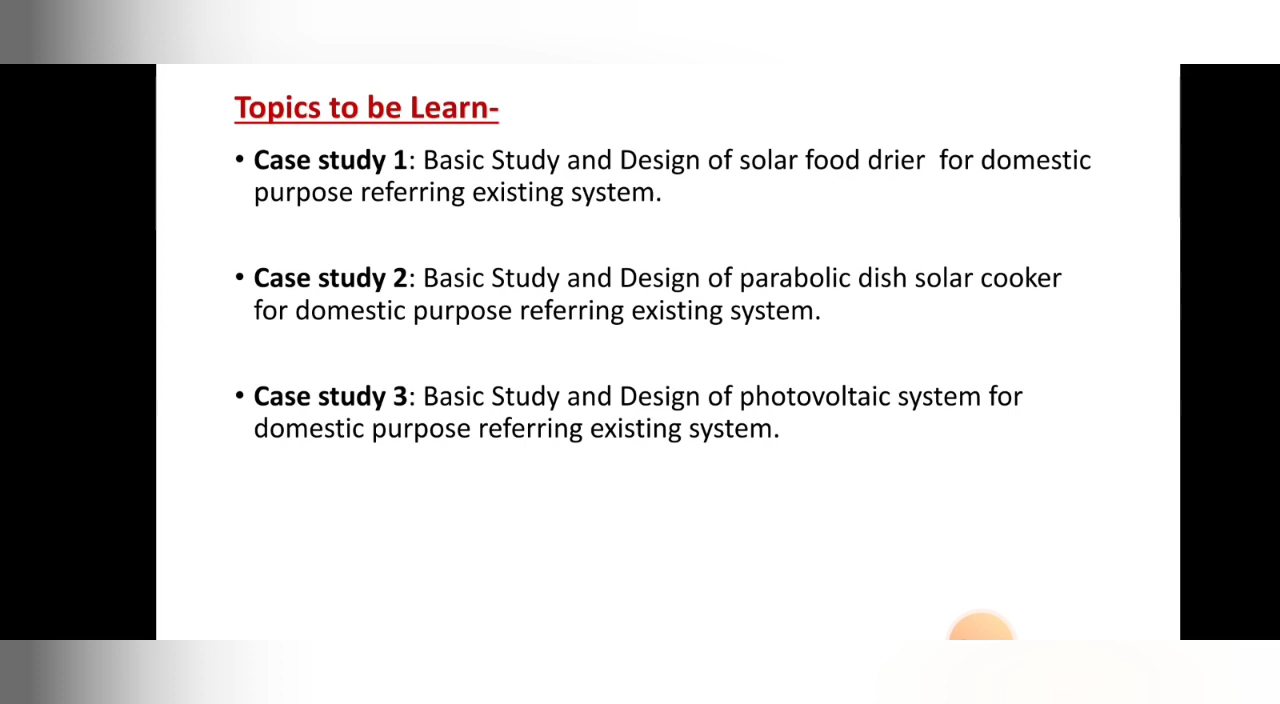 Topics to be Learn-
• Case study 1: Basic Study and Design of solar food drier  for domestic
purpose referring existing system.
• Case study 2: Basic Study and Design of parabolic dish solar cooker
for domestic purpose referring existing system.
• Case study 3: Basic Study and Design of photovoltaic system for
domestic purpose referring existing system.